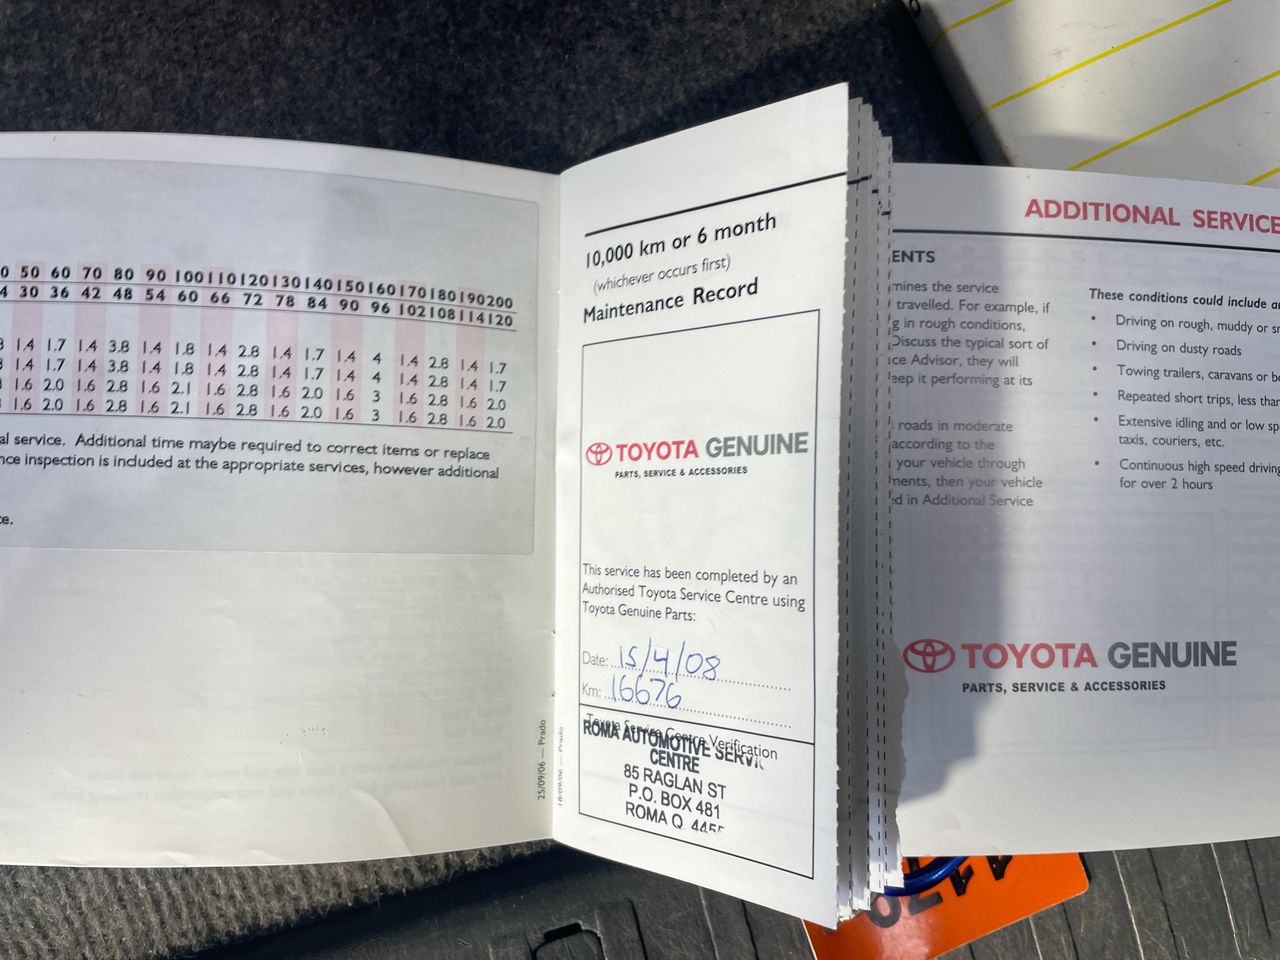 50 60 70 80 90 100 110 120 130 140 150 160 170 180 190 200
30 36 42 48 54 60 66 72 78 84 90 96 102 108 114 120
1.4 1.7 1.4 3.8 1.4 1.8 1.4 2.8 1.4 1.7 1.4 4 1.4 2.8 1.4 1.7
1.4 1.7 1.4 3.8 1.4 1.8 1.4 2.8 1.4 1.7 1.4 4 1.4 2.8 1.4 1.7
1.6 2.0 1.6 2.8 1.6 2.1 1.6 2.8 1.6 2.0 1.6 3 1.6 2.8 1.6 2.0
1.6 2.0 1.6 2.8 1.6 2.1 1.6 2.8 1.6 2.0 1.6 3 1.6 2.8 1.6 2.0
al service. Additional time maybe required to correct items or replace
nce inspection is included at the appropriate services, however additional
ce.
25/09/06 — Prado
18/09/06 — Prado
10,000 km or 6 month
(whichever occurs first)
Maintenance Record
TOYOTA GENUINE
PARTS, SERVICE & ACCESSORIES
This service has been completed by an
Authorised Toyota Service Centre using
Toyota Genuine Parts:
Date: 15/4/08
Km: 16676
Toyota Service Centre Verification
ROMA AUTOMOTIVE SERVIC
CENTRE
85 RAGLAN ST
P.O. BOX 481
ROMA Q. 4455
ADDITIONAL SERVICE
ENTS
mines the service
travelled. For example, if
g in rough conditions,
Discuss the typical sort of
ice Advisor, they will
eep it performing at its
roads in moderate
according to the
your vehicle through
ments, then your vehicle
ed in Additional Service
These conditions could include a
• Driving on rough, muddy or s
• Driving on dusty roads
• Towing trailers, caravans or b
• Repeated short trips, less than
• Extensive idling and or low sp
taxis, couriers, etc.
• Continuous high speed driving
for over 2 hours
TOYOTA GENUINE
PARTS, SERVICE & ACCESSORIES